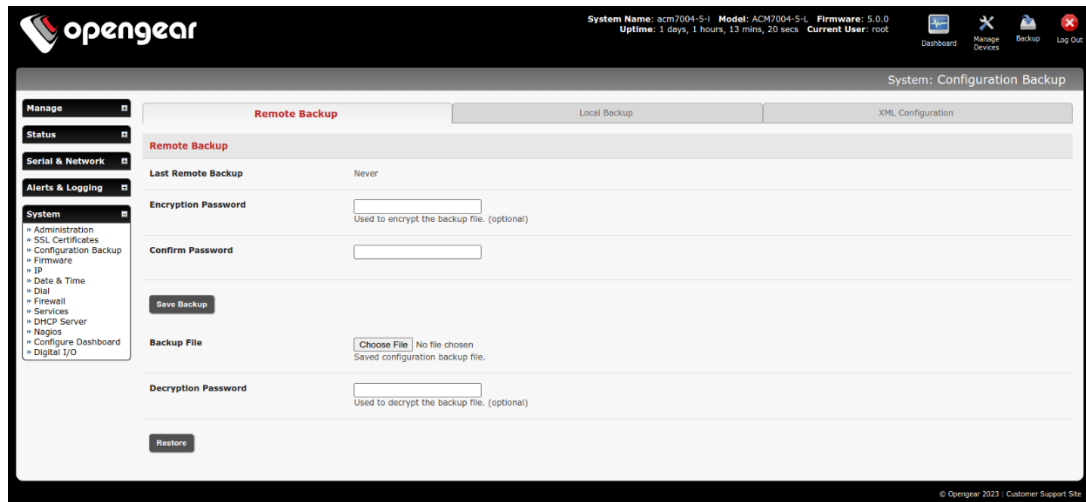 opengear
System Name: acm7004-5-l Model: ACM7004-5-L Firmware: 5.0.0
Uptime: 1 days, 1 hours, 13 mins, 20 secs Current User: root
Dashboard
Manage
Devices
Backup
Log Out
System: Configuration Backup
Manage
Status
Serial & Network
Alerts & Logging
System
» Administration
» SSL Certificates
» Configuration Backup
» Firmware
» IP
» Date & Time
» Dial
» Firewall
» Services
» DHCP Server
» Nagios
» Configure Dashboard
» Digital I/O
Remote Backup Local Backup XML Configuration
Remote Backup
Last Remote Backup Never
Encryption Password
Used to encrypt the backup file. (optional)
Confirm Password
Save Backup
Backup File Choose File No file chosen
Saved configuration backup file.
Decryption Password
Used to decrypt the backup file. (optional)
Restore
© Opengear 2023 | Customer Support Site